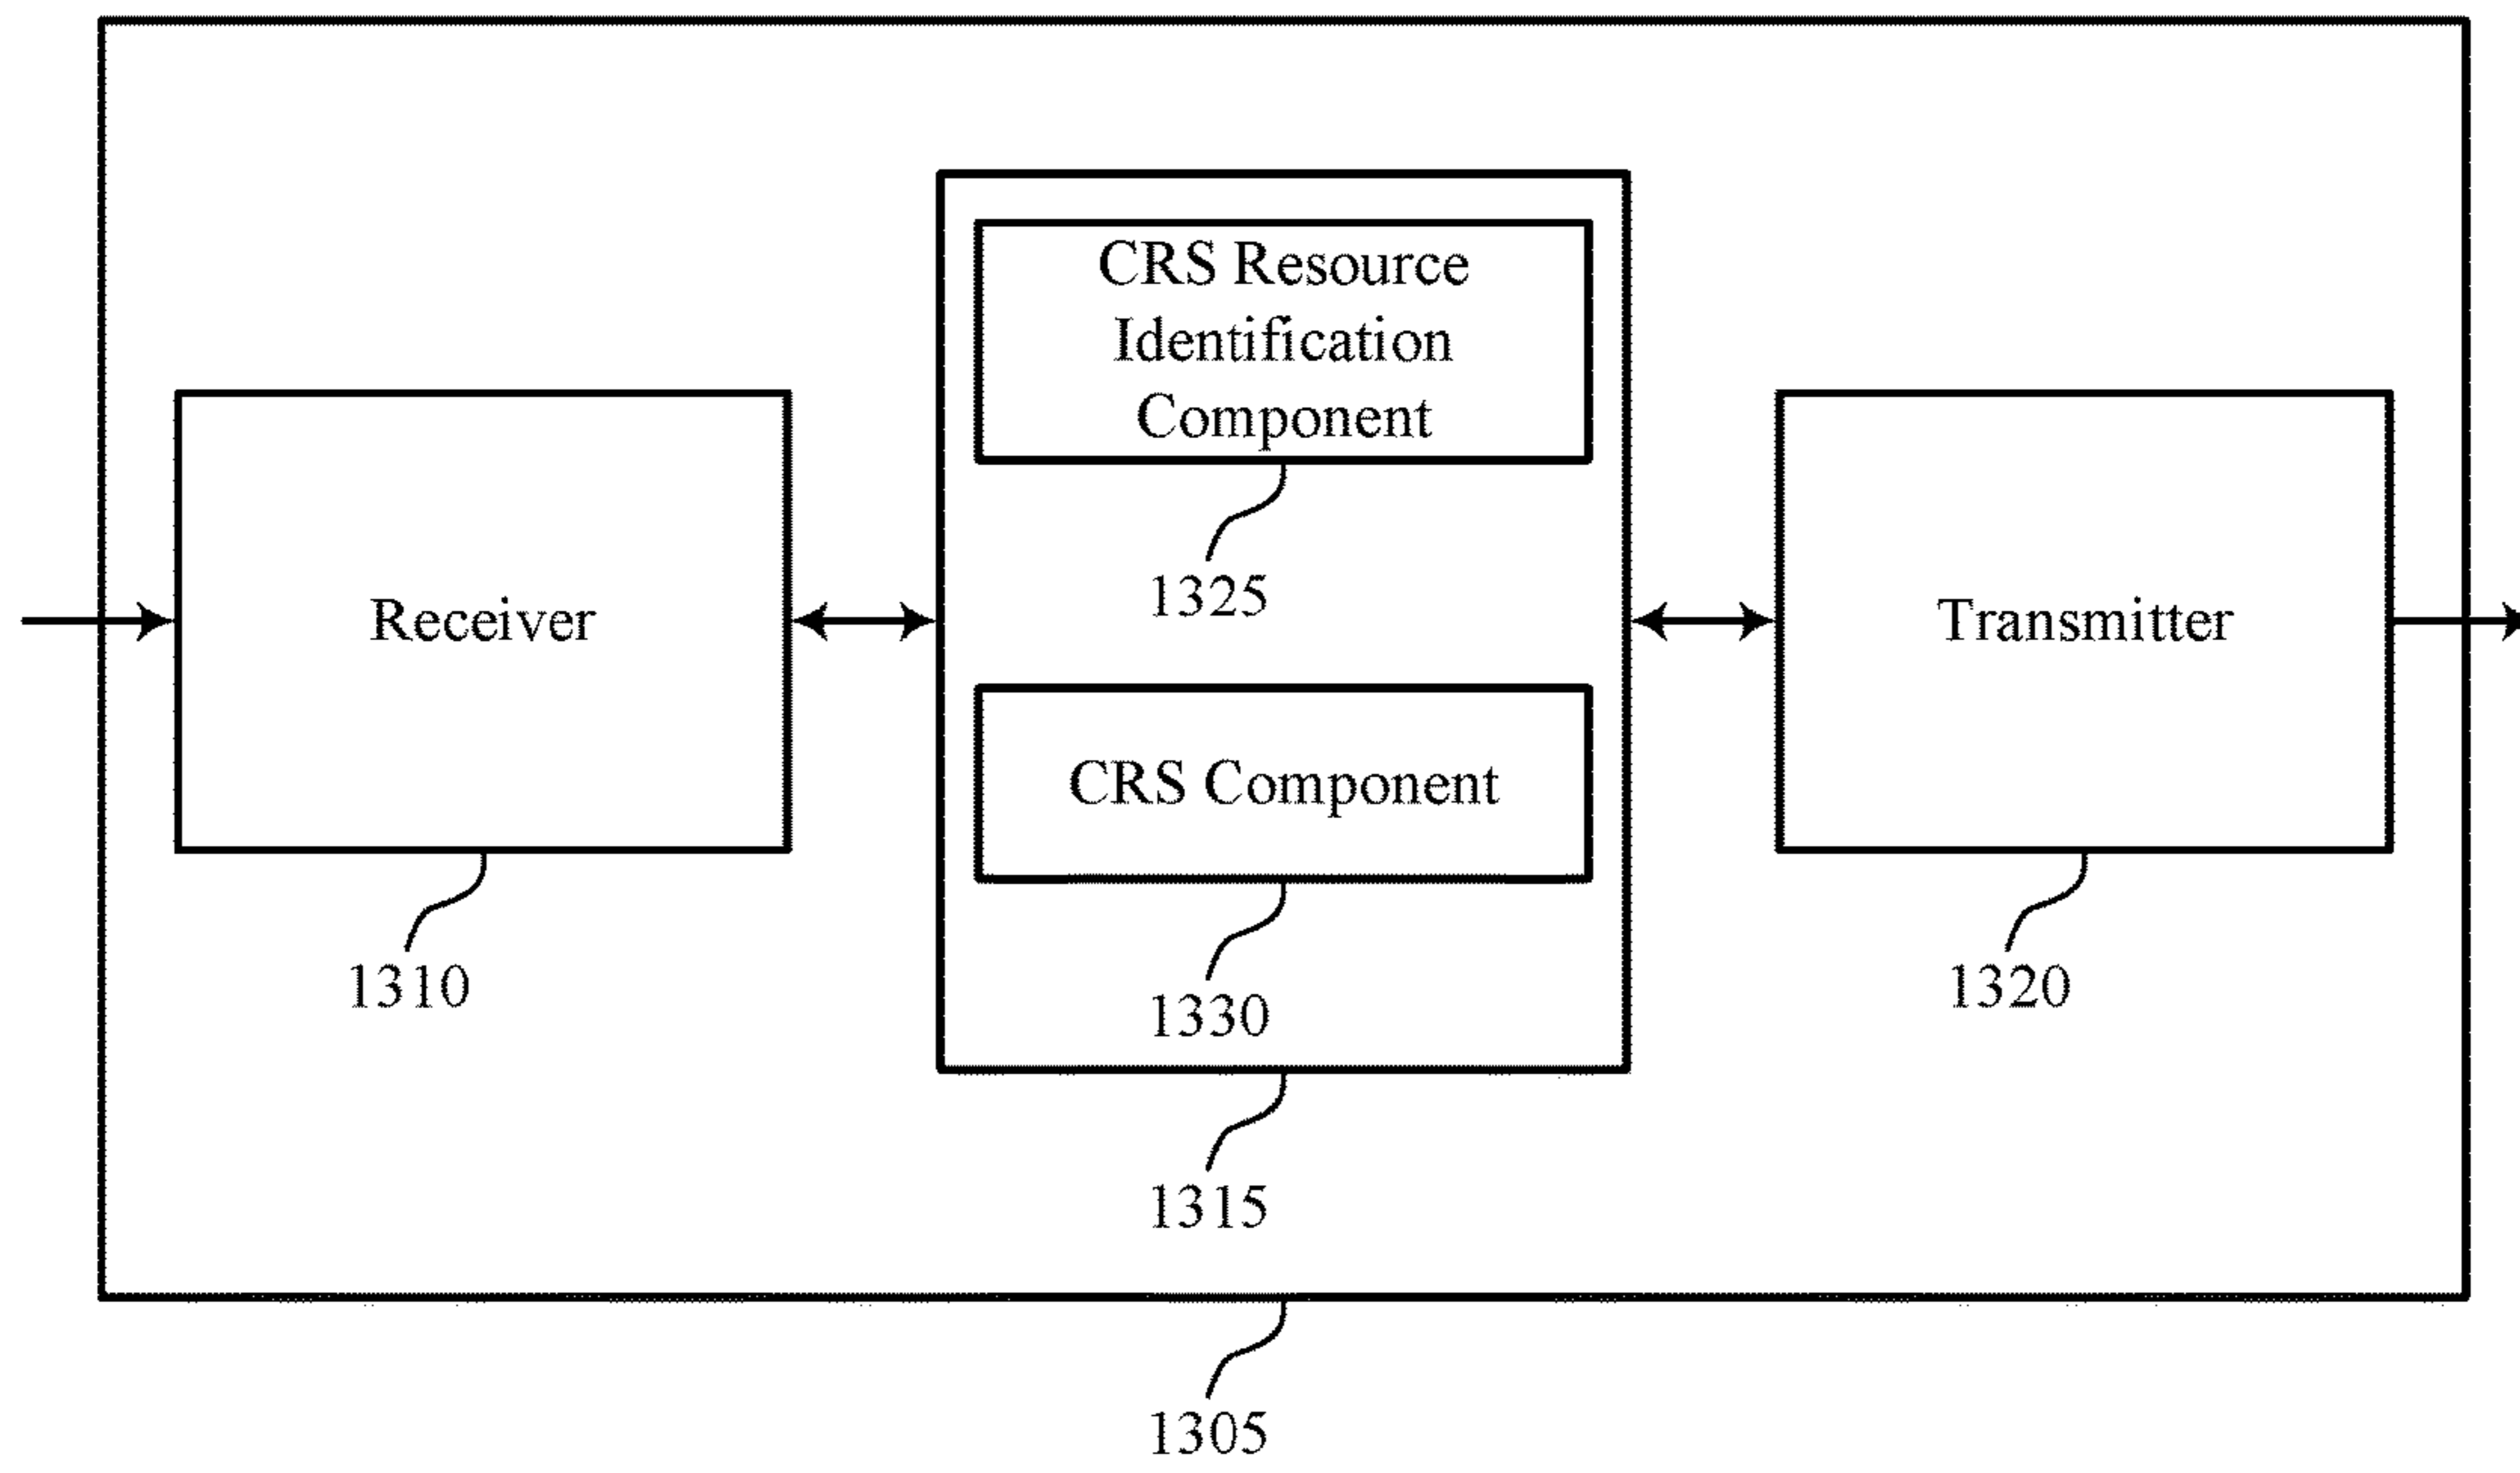 CRS Resource
Identification
Component
1325
Receiver
1310
CRS Component
1330
1315
Transmitter
1320
1305